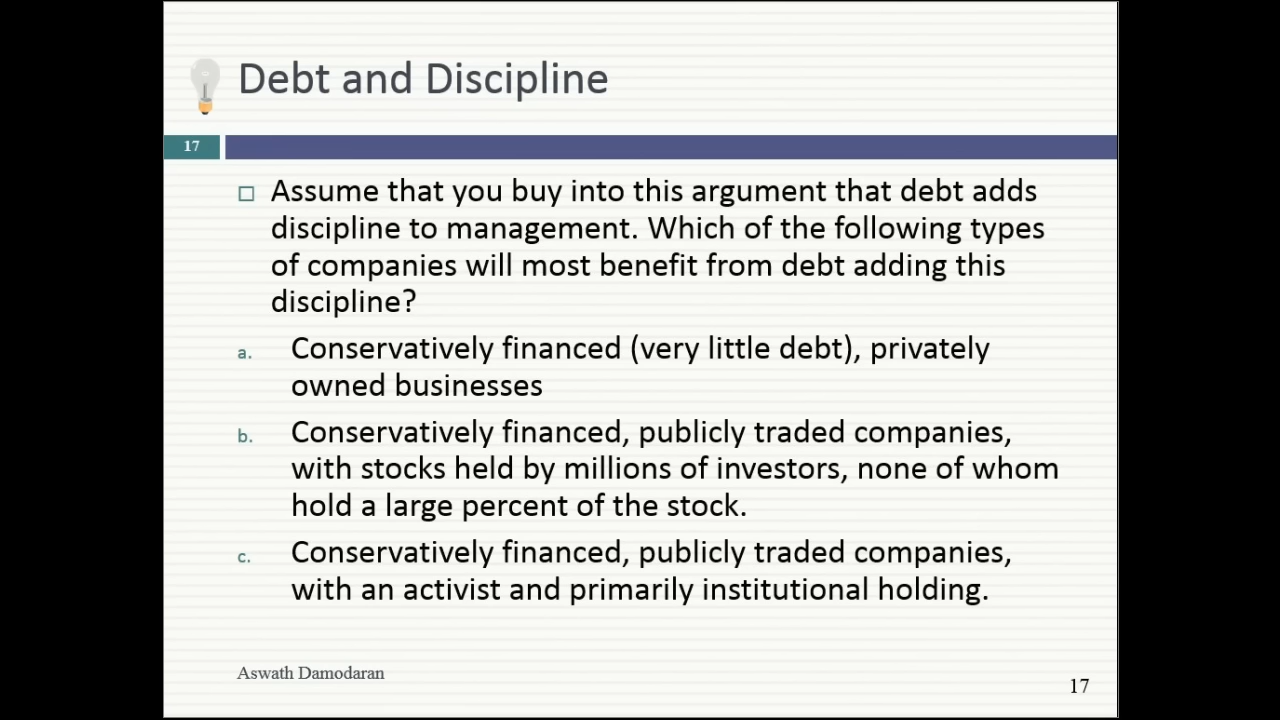 Debt and Discipline
17
Assume that you buy into this argument that debt adds
discipline to management. Which of the following types
of companies will most benefit from debt adding this
discipline?
a. Conservatively financed (very little debt), privately
owned businesses
b. Conservatively financed, publicly traded companies,
with stocks held by millions of investors, none of whom
hold a large percent of the stock.
c. Conservatively financed, publicly traded companies,
with an activist and primarily institutional holding.
Aswath Damodaran
17